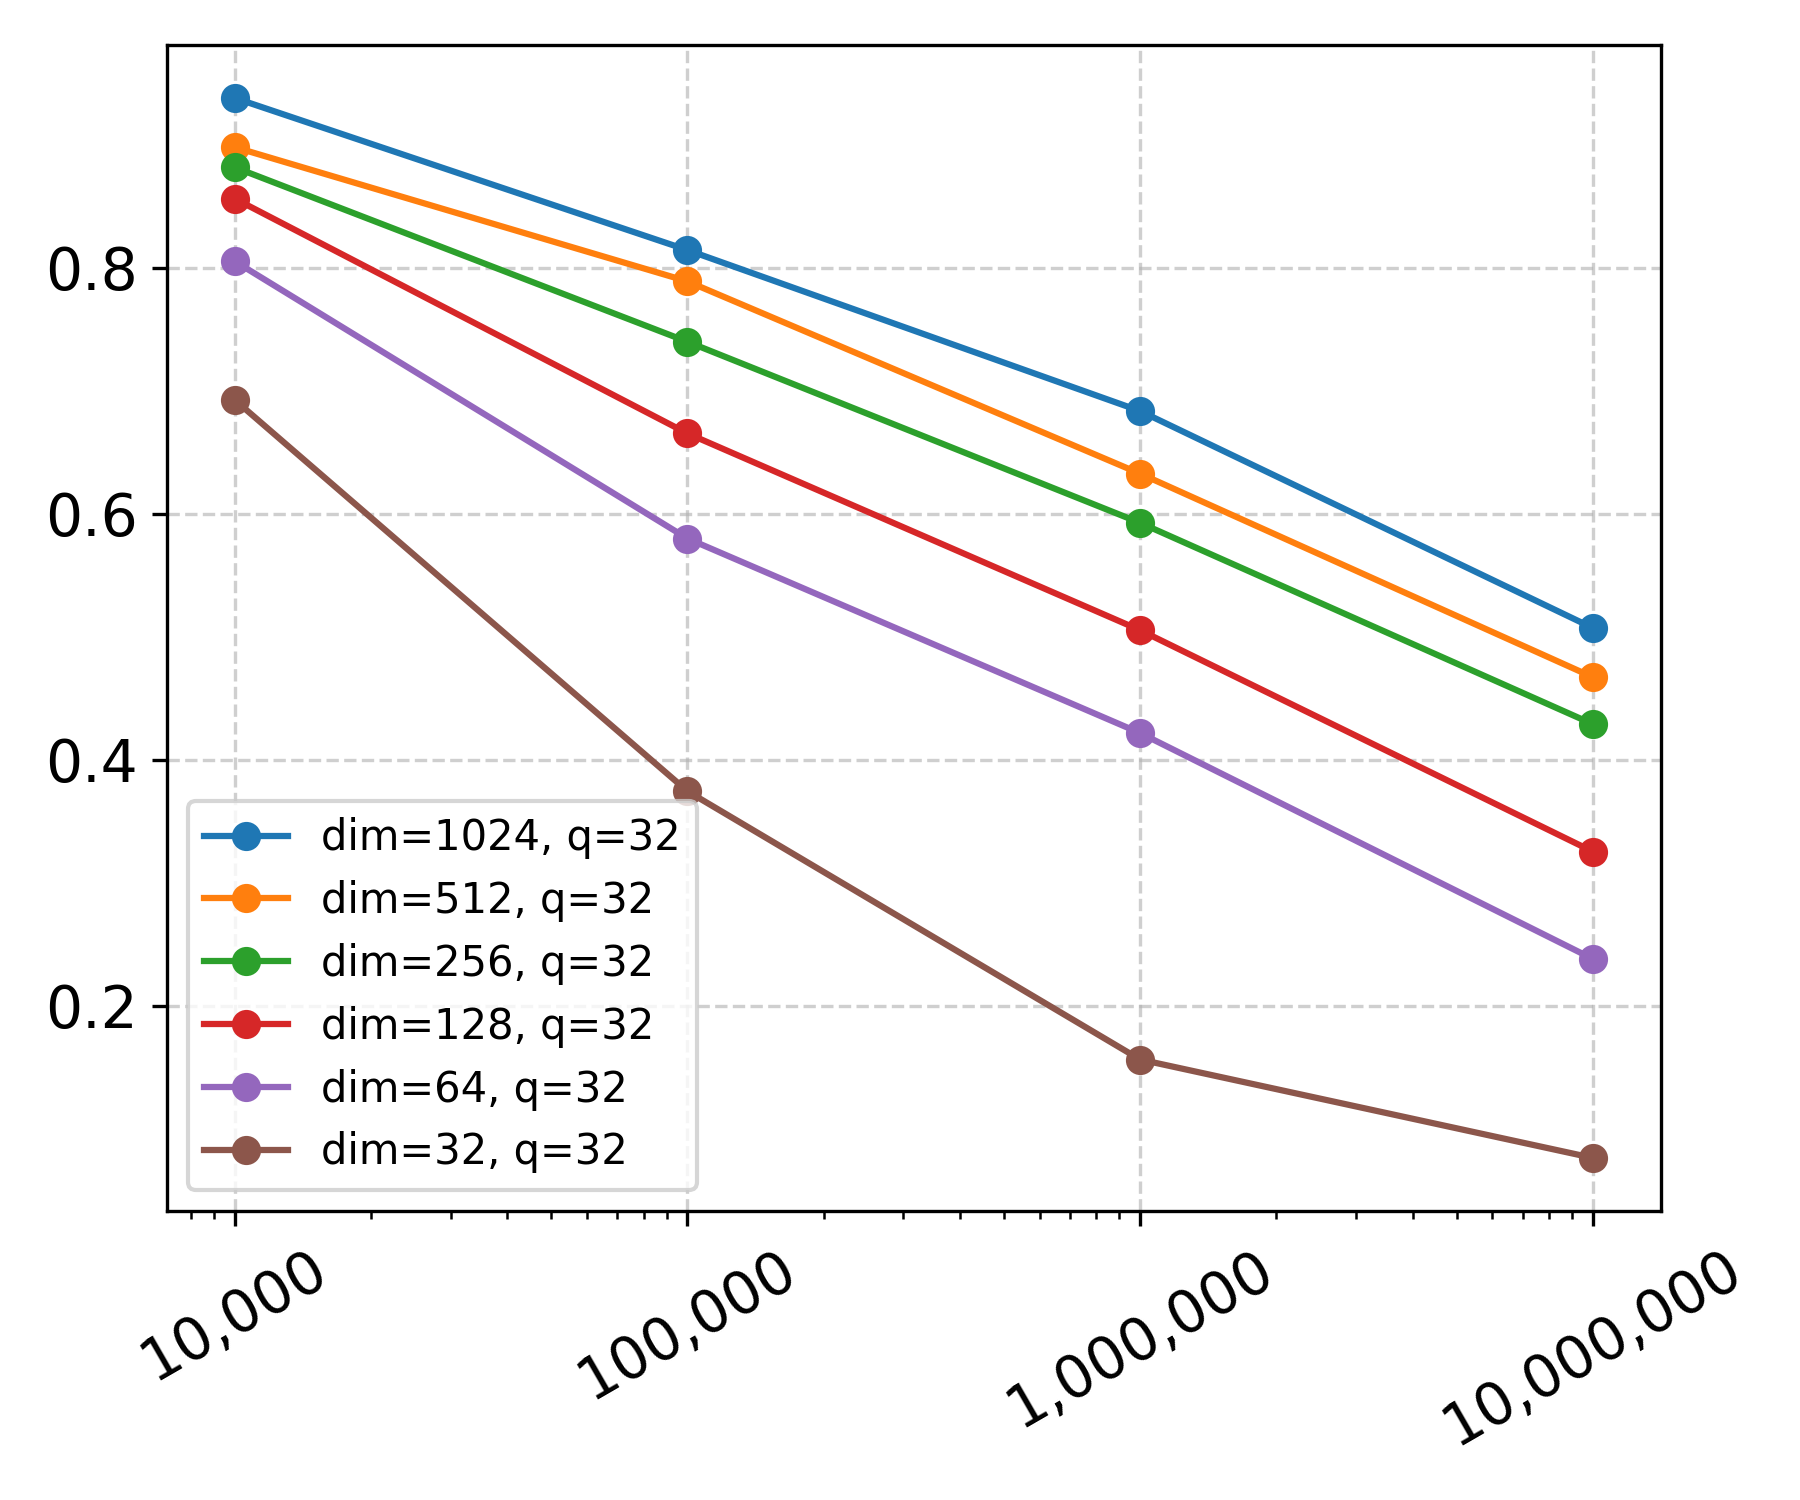 0.8
0.6
0.4
0.2
dim=1024, q=32
dim=512, q=32
dim=256, q=32
dim=128, q=32
dim=64, q=32
dim=32, q=32
10,000
100,000
1,000,000
10,000,000